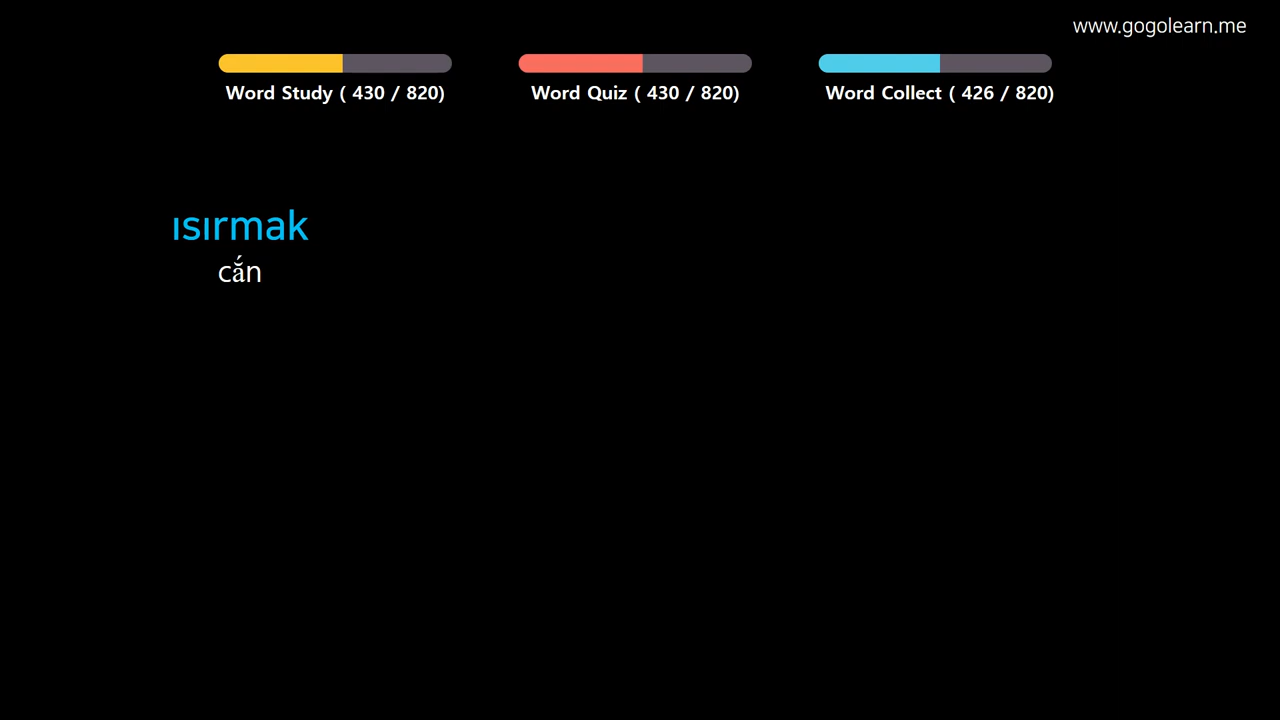 www.gogolearn.me
Word Study ( 430 / 820)
Word Quiz ( 430 / 820)
Word Collect ( 426 / 820)
ısırmak
cắn